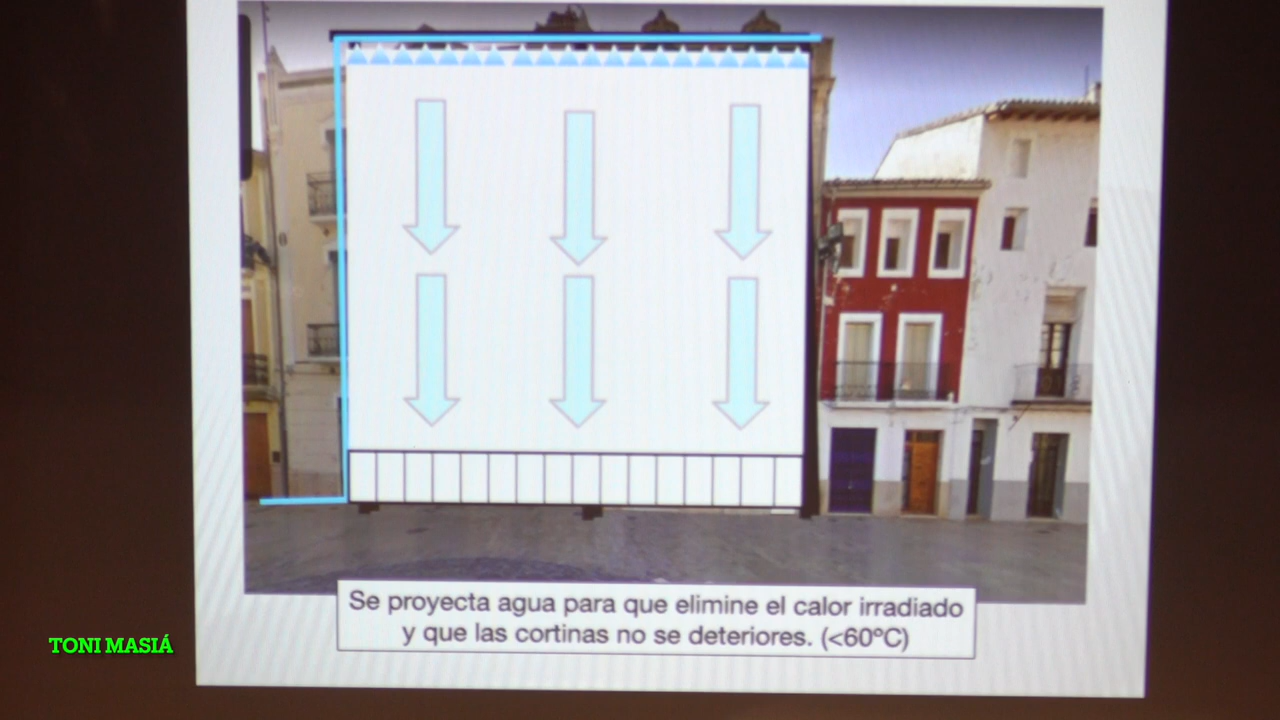 Se proyecta agua para que elimine el calor irradiado
y que las cortinas no se deteriores. (<60ºC)
TONI MASIÁ